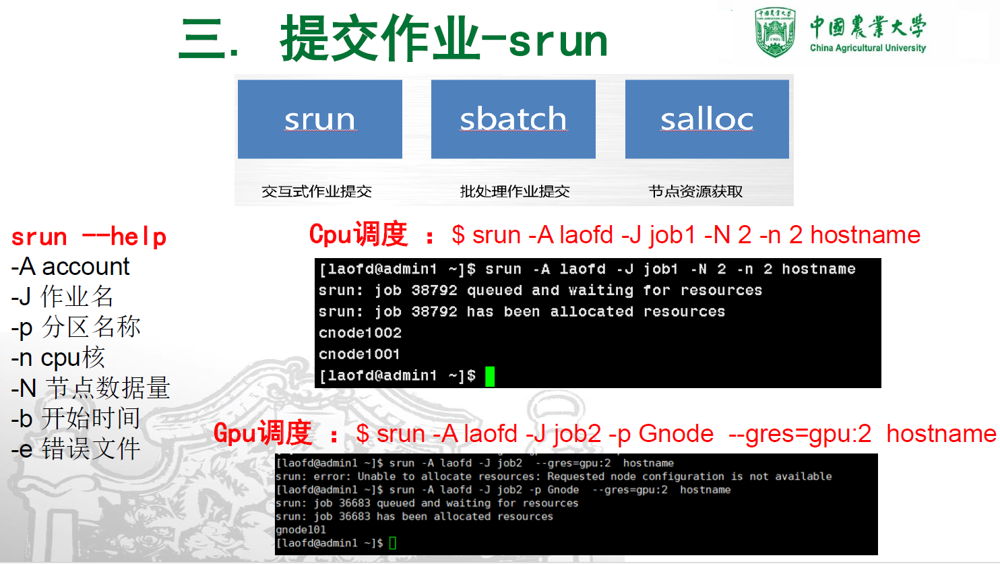 三. 提交作业-srun
中国农业大学
China Agricultural University
1905
srun
sbatch
salloc
交互式作业提交
批处理作业提交
节点资源获取
srun --help
-A account
-J 作业名
-p 分区名称
-n cpu核
-N 节点数据量
-b 开始时间
-e 错误文件
Cpu调度 : $ srun -A laofd -J job1 -N 2 -n 2 hostname
[laofd@admin1 ~]$ srun -A laofd -J job1 -N 2 -n 2 hostname
srun: job 38792 queued and waiting for resources
srun: job 38792 has been allocated resources
cnode1002
cnode1001
[laofd@admin1 ~]$
Gpu调度 : $ srun -A laofd -J job2 -p Gnode --gres=gpu:2 hostname
[laofd@admin1 ~]$ srun -A laofd -J job2 --gres=gpu:2 hostname
srun: error: Unable to allocate resources: Requested node configuration is not available
[laofd@admin1 ~]$ srun -A laofd -J job2 -p Gnode --gres=gpu:2 hostname
srun: job 36683 queued and waiting for resources
srun: job 36683 has been allocated resources
gnode101
[laofd@admin1 ~]$